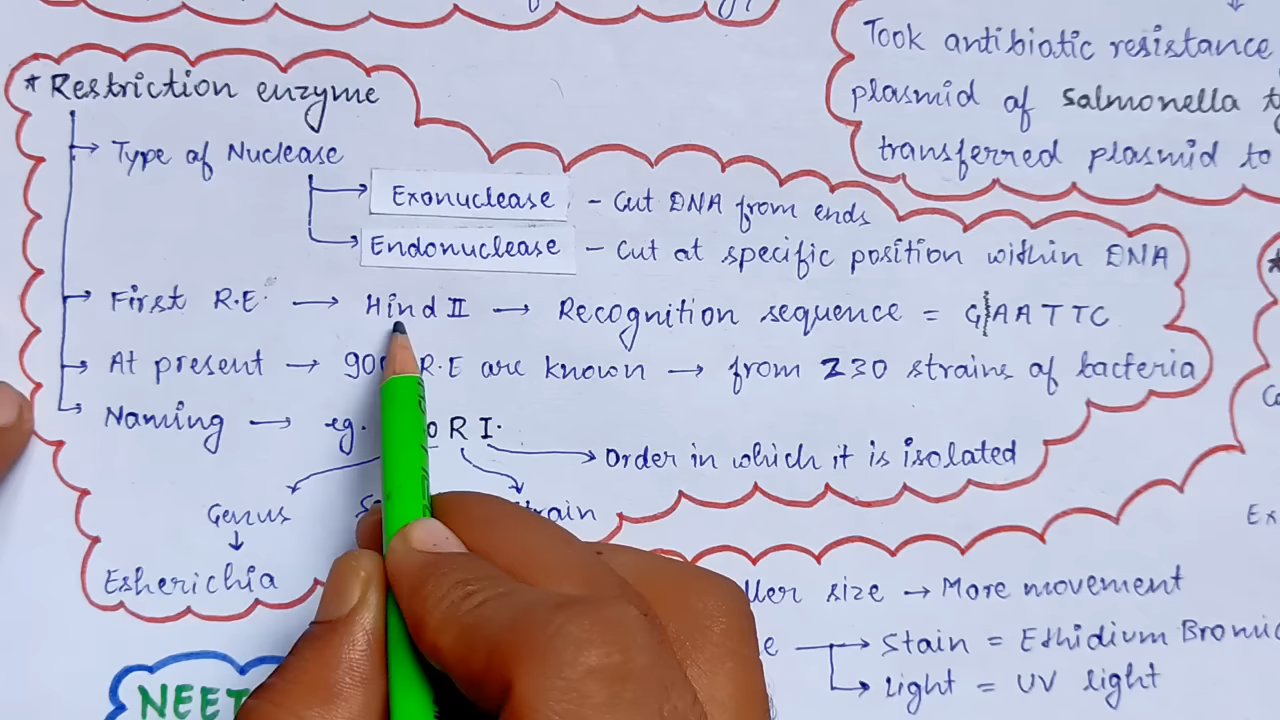 Took antibiotic resistance
plasmid of Salmonella
transferred plasmid to
* Restriction enzyme
Type of Nuclease
Exonuclease - Cut DNA from ends
Endonuclease - Cut at specific position within DNA
First R.E. → Hind II → Recognition sequence = G AATTC
At present → 900 R.E are known → from 230 strains of bacteria
Naming → eg. o R I.
Order in which it is isolated
Genus
Esherichia
ller size → More movement
Stain = Ethidium Bromi
Light = UV light
NEET